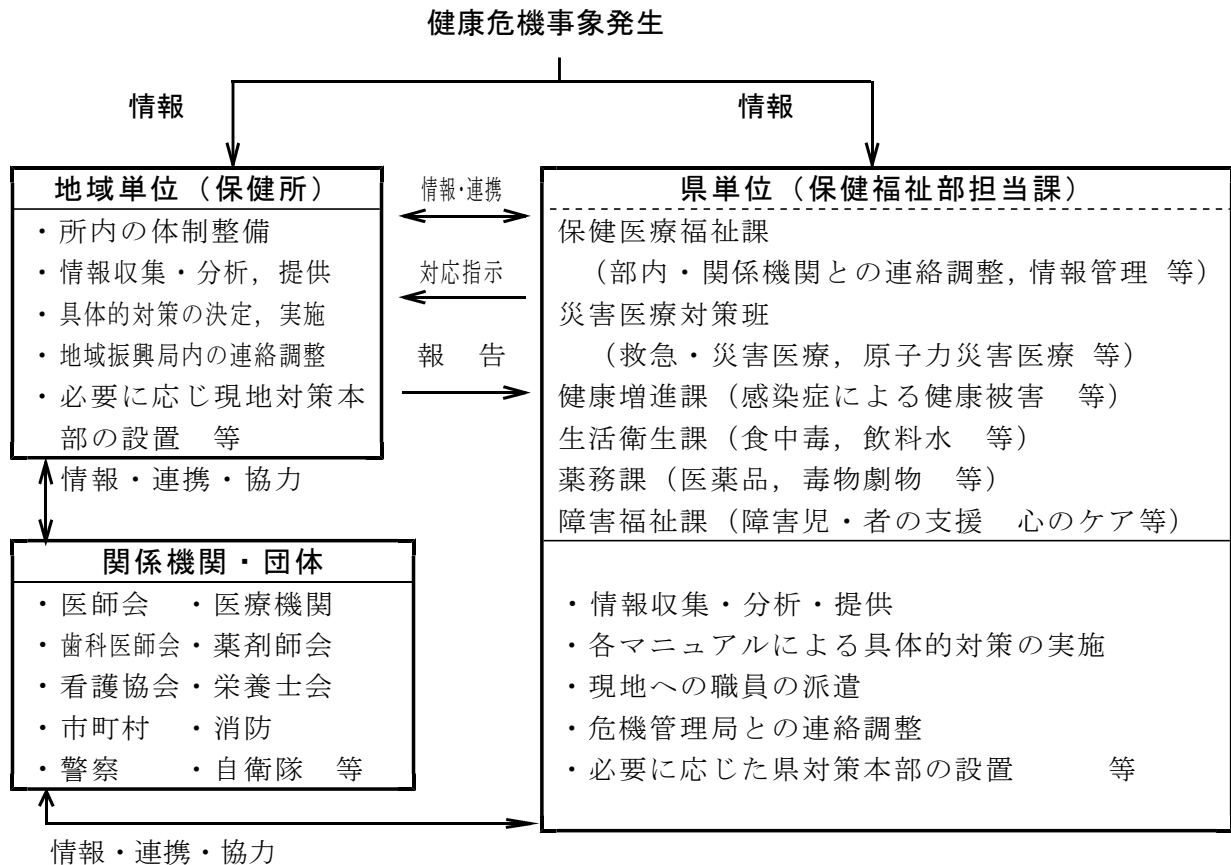 健康危機事象発生
情報
情報
地域単位（保健所）
・所内の体制整備
・情報収集・分析，提供
・具体的対策の決定，実施
・地域振興局内の連絡調整
・必要に応じ現地対策本
部の設置　等
情報・連携
対応指示
報　告
県単位（保健福祉部担当課）
保健医療福祉課
（部内・関係機関との連絡調整，情報管理 等）
災害医療対策班
（救急・災害医療，原子力災害医療 等）
健康増進課（感染症による健康被害　等）
生活衛生課（食中毒，飲料水　等）
薬務課（医薬品，毒物劇物　等）
障害福祉課（障害児・者の支援　心のケア等）
・情報収集・分析・提供
・各マニュアルによる具体的対策の実施
・現地への職員の派遣
・危機管理局との連絡調整
・必要に応じた県対策本部の設置　　　等
情報・連携・協力
関係機関・団体
・医師会　・医療機関
・歯科医師会・薬剤師会
・看護協会・栄養士会
・市町村　・消防
・警察　・自衛隊　等
情報・連携・協力